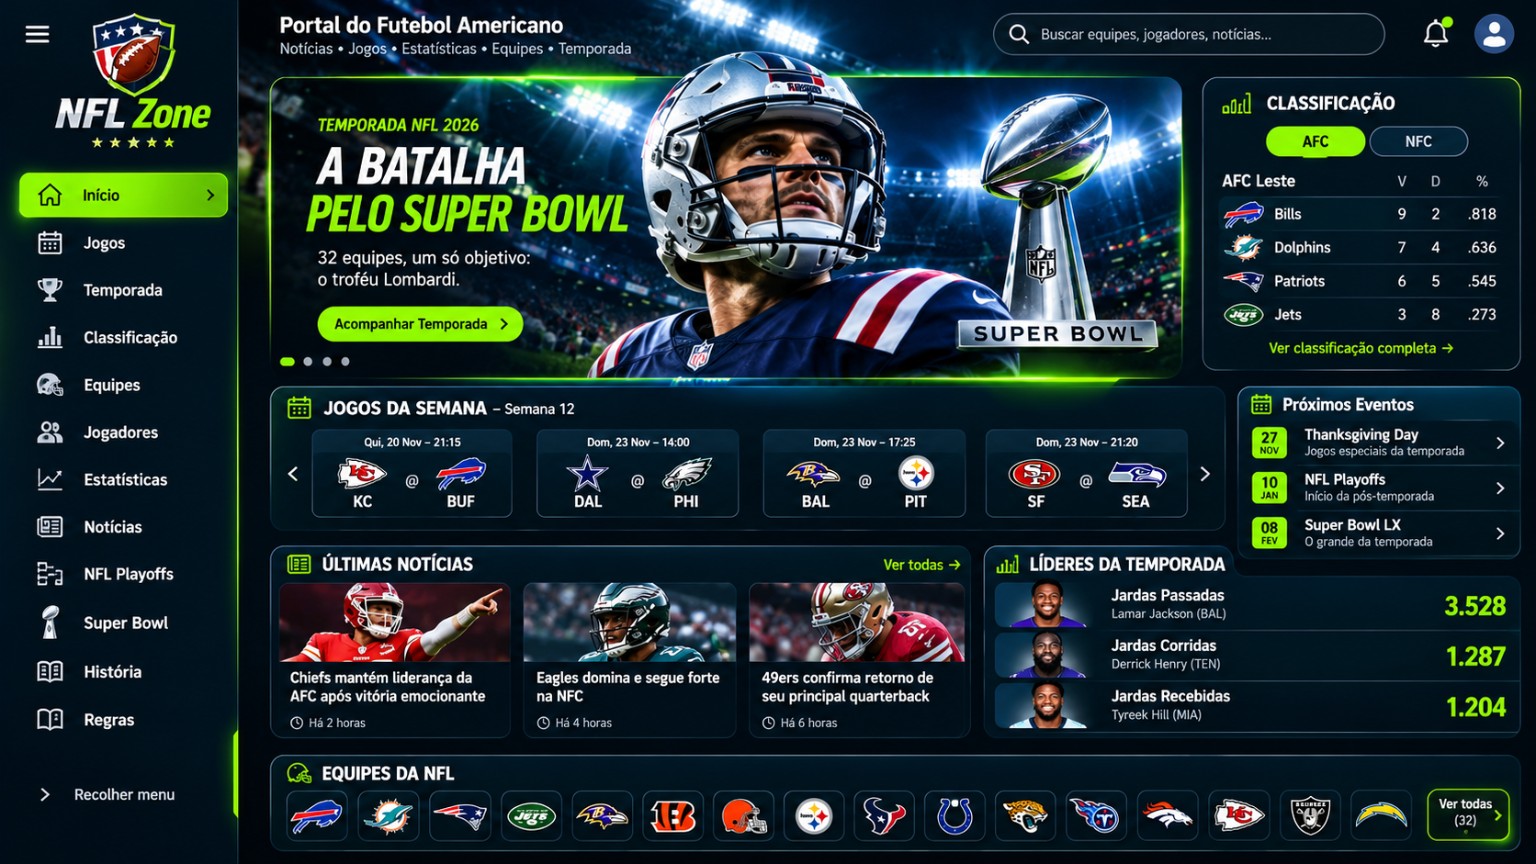 NFL Zone
Início
Jogos
Temporada
Classificação
Equipes
Jogadores
Estatísticas
Notícias
NFL Playoffs
Super Bowl
História
Regras
Recolher menu
Portal do Futebol Americano
Notícias • Jogos • Estatísticas • Equipes • Temporada
Buscar equipes, jogadores, notícias...
TEMPORADA NFL 2026
A BATALHA
PELO SUPER BOWL
32 equipes, um só objetivo:
o troféu Lombardi.
Acompanhar Temporada
NFL
SUPER BOWL
CLASSIFICAÇÃO
AFC NFC
AFC Leste V D %
Bills 9 2 .818
Dolphins 7 4 .636
Patriots 6 5 .545
JETS Jets 3 8 .273
Ver classificação completa →
JOGOS DA SEMANA – Semana 12
Qui, 20 Nov – 21:15
KC @ BUF
Dom, 23 Nov – 14:00
DAL @ PHI
Dom, 23 Nov – 17:25
BAL @ PIT
Dom, 23 Nov – 21:20
SF @ SEA
Próximos Eventos
27 NOV
Thanksgiving Day
Jogos especiais da temporada
10 JAN
NFL Playoffs
Início da pós-temporada
08 FEV
Super Bowl LX
O grande da temporada
ÚLTIMAS NOTÍCIAS
Ver todas →
Chiefs mantém liderança da
AFC após vitória emocionante
Há 2 horas
Eagles domina e segue forte
na NFC
Há 4 horas
49ers confirma retorno de
seu principal quarterback
Há 6 horas
LÍDERES DA TEMPORADA
Jardas Passadas
Lamar Jackson (BAL)
3.528
Jardas Corridas
Derrick Henry (TEN)
1.287
Jardas Recebidas
Tyreek Hill (MIA)
1.204
EQUIPES DA NFL
JETS
RAIDERS
Ver todas
(32)